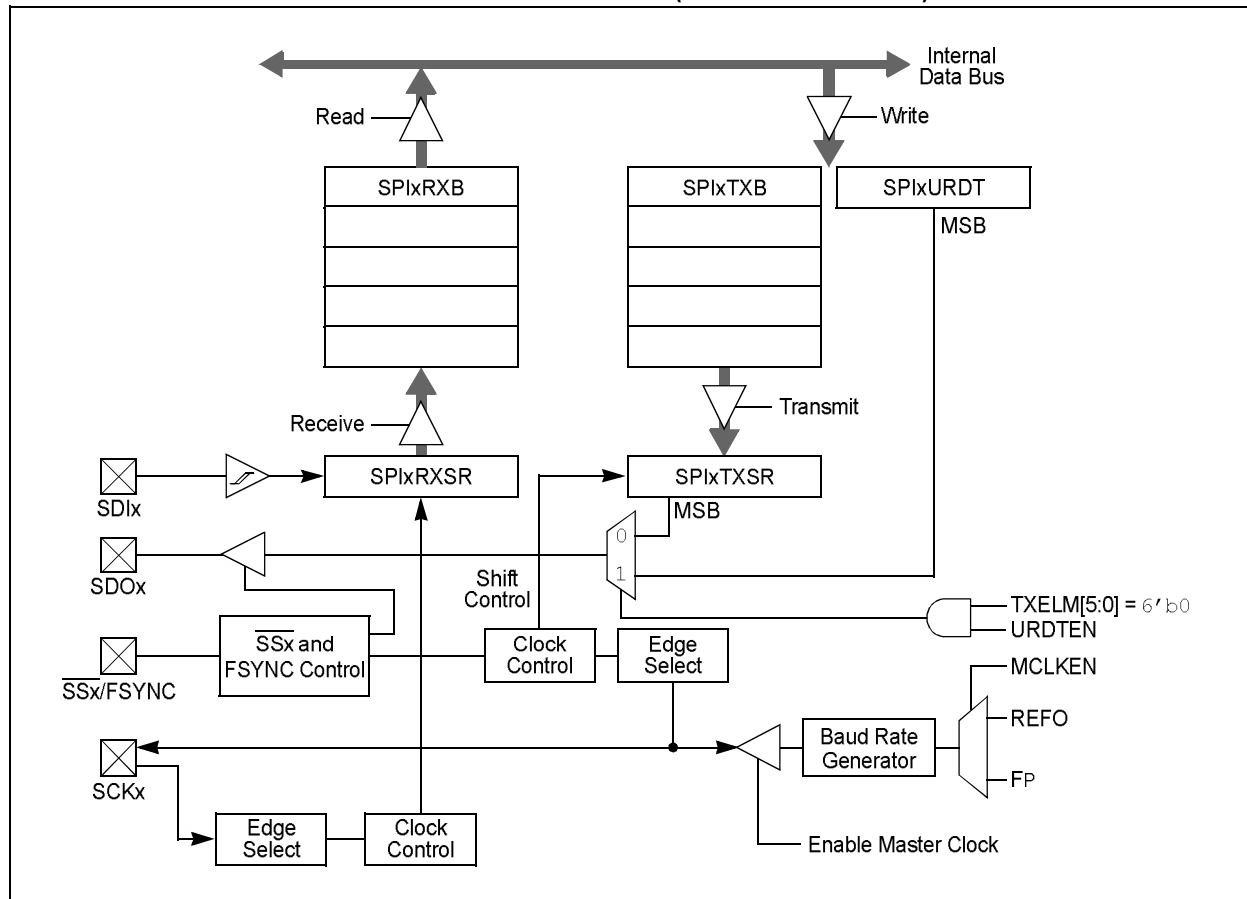 Internal
Data Bus
Read
Write
SPIxRXB
SPIxTXB
SPIxURDT
MSB
Receive
Transmit
SPIxRXSR
SPIxTXSR
SDIx
MSB
0
SDOx
1
Shift
Control
TXELM[5:0] = 6’b0
URDTEN
SSx and
FSYNC Control
Clock
Control
Edge
Select
SSx/FSYNC
MCLKEN
REFO
Baud Rate
Generator
FP
SCKx
Edge
Select
Clock
Control
Enable Master Clock